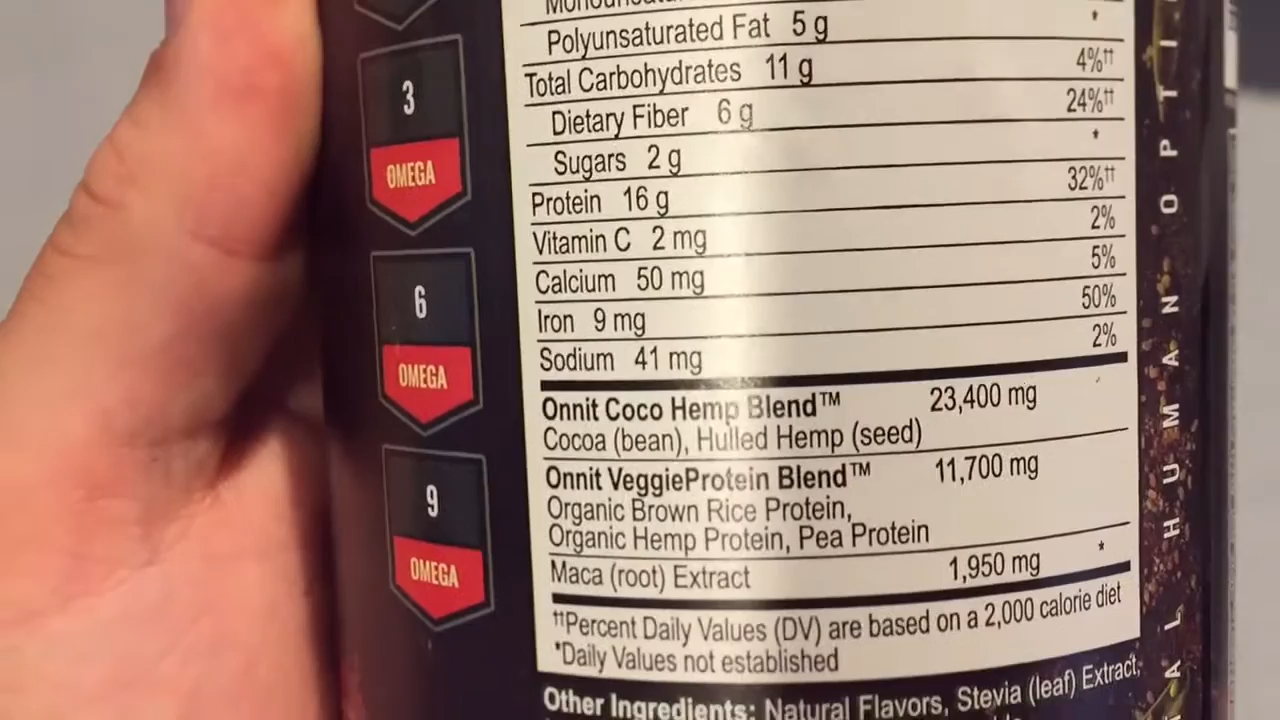 Polyunsaturated Fat 5 g *
Total Carbohydrates 11 g 4%††
Dietary Fiber 6 g 24%††
Sugars 2 g *
Protein 16 g 32%††
Vitamin C 2 mg 2%
Calcium 50 mg 5%
Iron 9 mg 50%
Sodium 41 mg 2%
Onnit Coco Hemp Blend™ 23,400 mg
Cocoa (bean), Hulled Hemp (seed)
Onnit VeggieProtein Blend™ 11,700 mg
Organic Brown Rice Protein,
Organic Hemp Protein, Pea Protein
Maca (root) Extract 1,950 mg *
††Percent Daily Values (DV) are based on a 2,000 calorie diet
*Daily Values not established
Other Ingredients: Natural Flavors, Stevia (leaf) Extract,
3
OMEGA
6
OMEGA
9
OMEGA
AL HUMAN OPTI